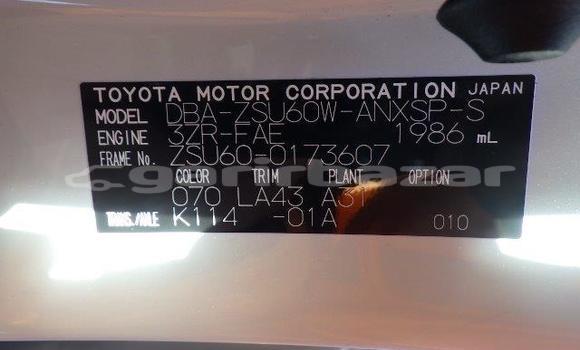 TOYOTA MOTOR CORPORATION JAPAN
MODEL DBA-ZSU60W-ANXSP-S
ENGINE 3ZR-FAE 1986 mL
FRAME No. ZSU60-0173607
COLOR TRIM PLANT OPTION
070 LA43 A31
TRANS./AXLE K114 -01A 010
garirbazar